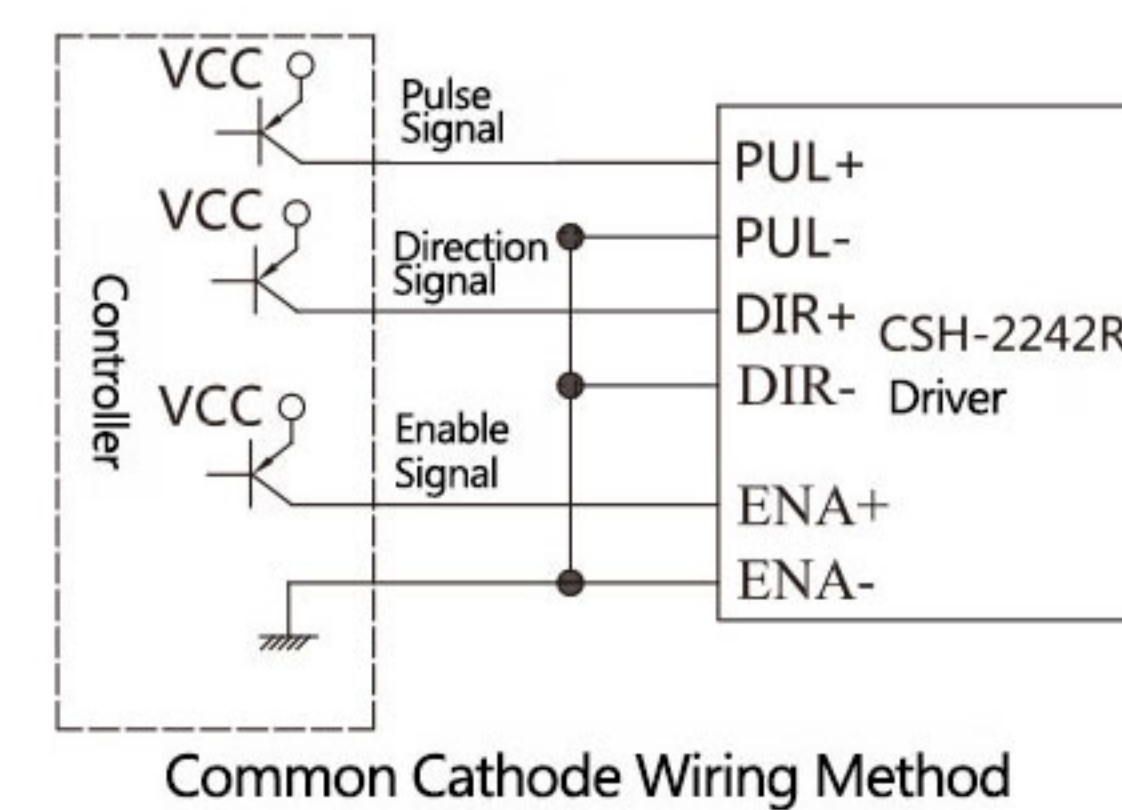 VCC
Pulse
Signal
PUL+
VCC
PUL-
Direction
Signal
DIR+
CSH-2242R
DIR-
Driver
Controller
VCC
Enable
Signal
ENA+
ENA-
Common Cathode Wiring Method